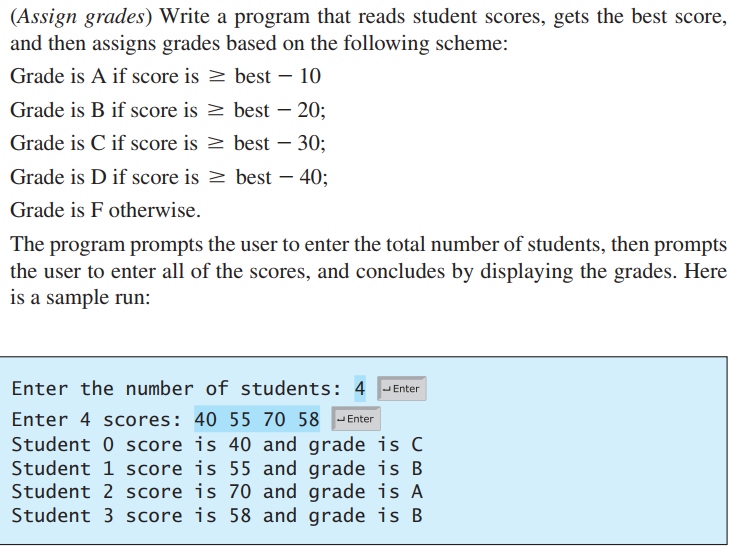 (Assign grades) Write a program that reads student scores, gets the best score,
and then assigns grades based on the following scheme:
Grade is A if score is ≥ best − 10
Grade is B if score is ≥ best − 20;
Grade is C if score is ≥ best − 30;
Grade is D if score is ≥ best − 40;
Grade is F otherwise.
The program prompts the user to enter the total number of students, then prompts
the user to enter all of the scores, and concludes by displaying the grades. Here
is a sample run:
Enter the number of students: 4 ↵Enter
Enter 4 scores: 40 55 70 58 ↵Enter
Student 0 score is 40 and grade is C
Student 1 score is 55 and grade is B
Student 2 score is 70 and grade is A
Student 3 score is 58 and grade is B